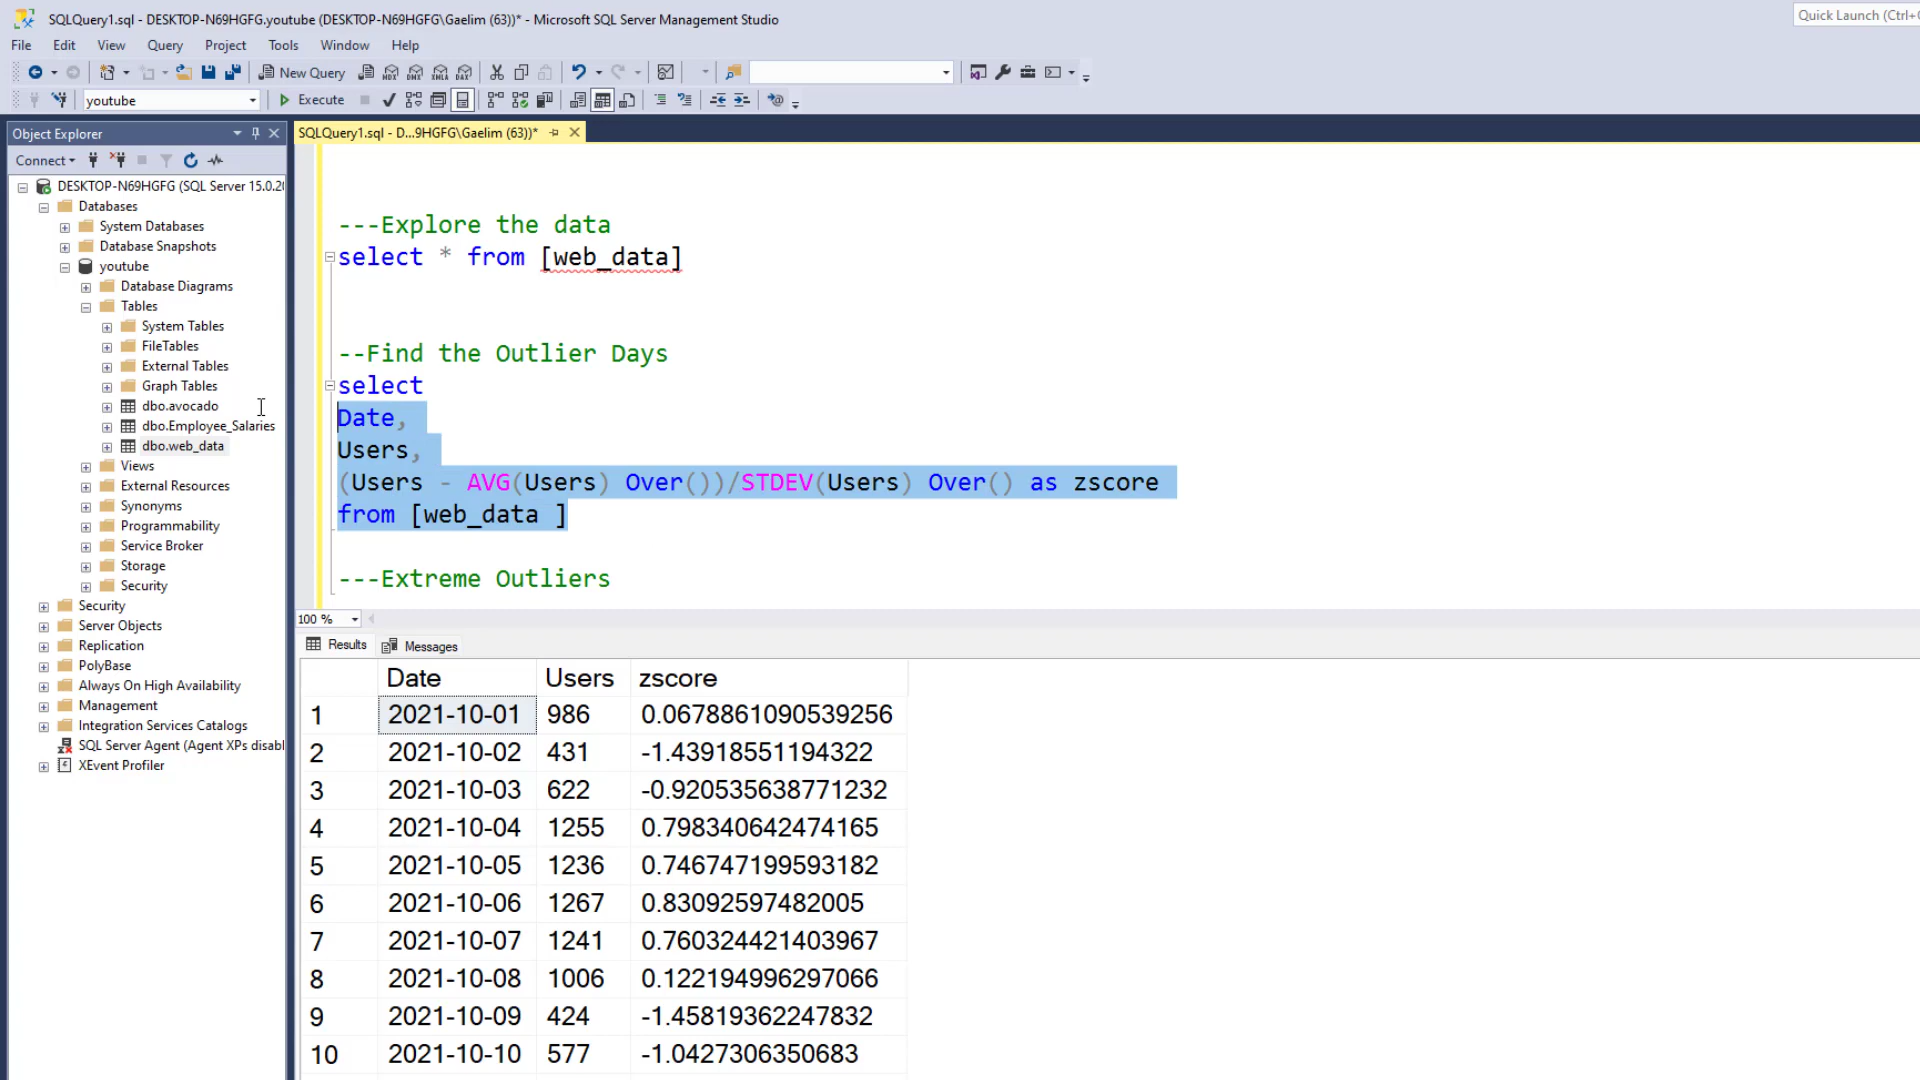 SQLQuery1.sql - DESKTOP-N69HGFG.youtube (DESKTOP-N69HGFG\Gaelim (63))* - Microsoft SQL Server Management Studio
Quick Launch (Ctrl+
File Edit View Query Project Tools Window Help
New Query
youtube
Execute
Object Explorer
Connect
DESKTOP-N69HGFG (SQL Server 15.0.20
Databases
System Databases
Database Snapshots
youtube
Database Diagrams
Tables
System Tables
FileTables
External Tables
Graph Tables
dbo.avocado
dbo.Employee_Salaries
dbo.web_data
Views
External Resources
Synonyms
Programmability
Service Broker
Storage
Security
Security
Server Objects
Replication
PolyBase
Always On High Availability
Management
Integration Services Catalogs
SQL Server Agent (Agent XPs disabl
XEvent Profiler
SQLQuery1.sql - D...9HGFG\Gaelim (63))*
---Explore the data
select * from [web_data]
--Find the Outlier Days
select
Date,
Users,
(Users - AVG(Users) Over())/STDEV(Users) Over() as zscore
from [web_data ]
---Extreme Outliers
100 %
Results Messages
Date Users zscore
1 2021-10-01 986 0.0678861090539256
2 2021-10-02 431 -1.43918551194322
3 2021-10-03 622 -0.920535638771232
4 2021-10-04 1255 0.798340642474165
5 2021-10-05 1236 0.746747199593182
6 2021-10-06 1267 0.83092597482005
7 2021-10-07 1241 0.760324421403967
8 2021-10-08 1006 0.122194996297066
9 2021-10-09 424 -1.45819362247832
10 2021-10-10 577 -1.0427306350683